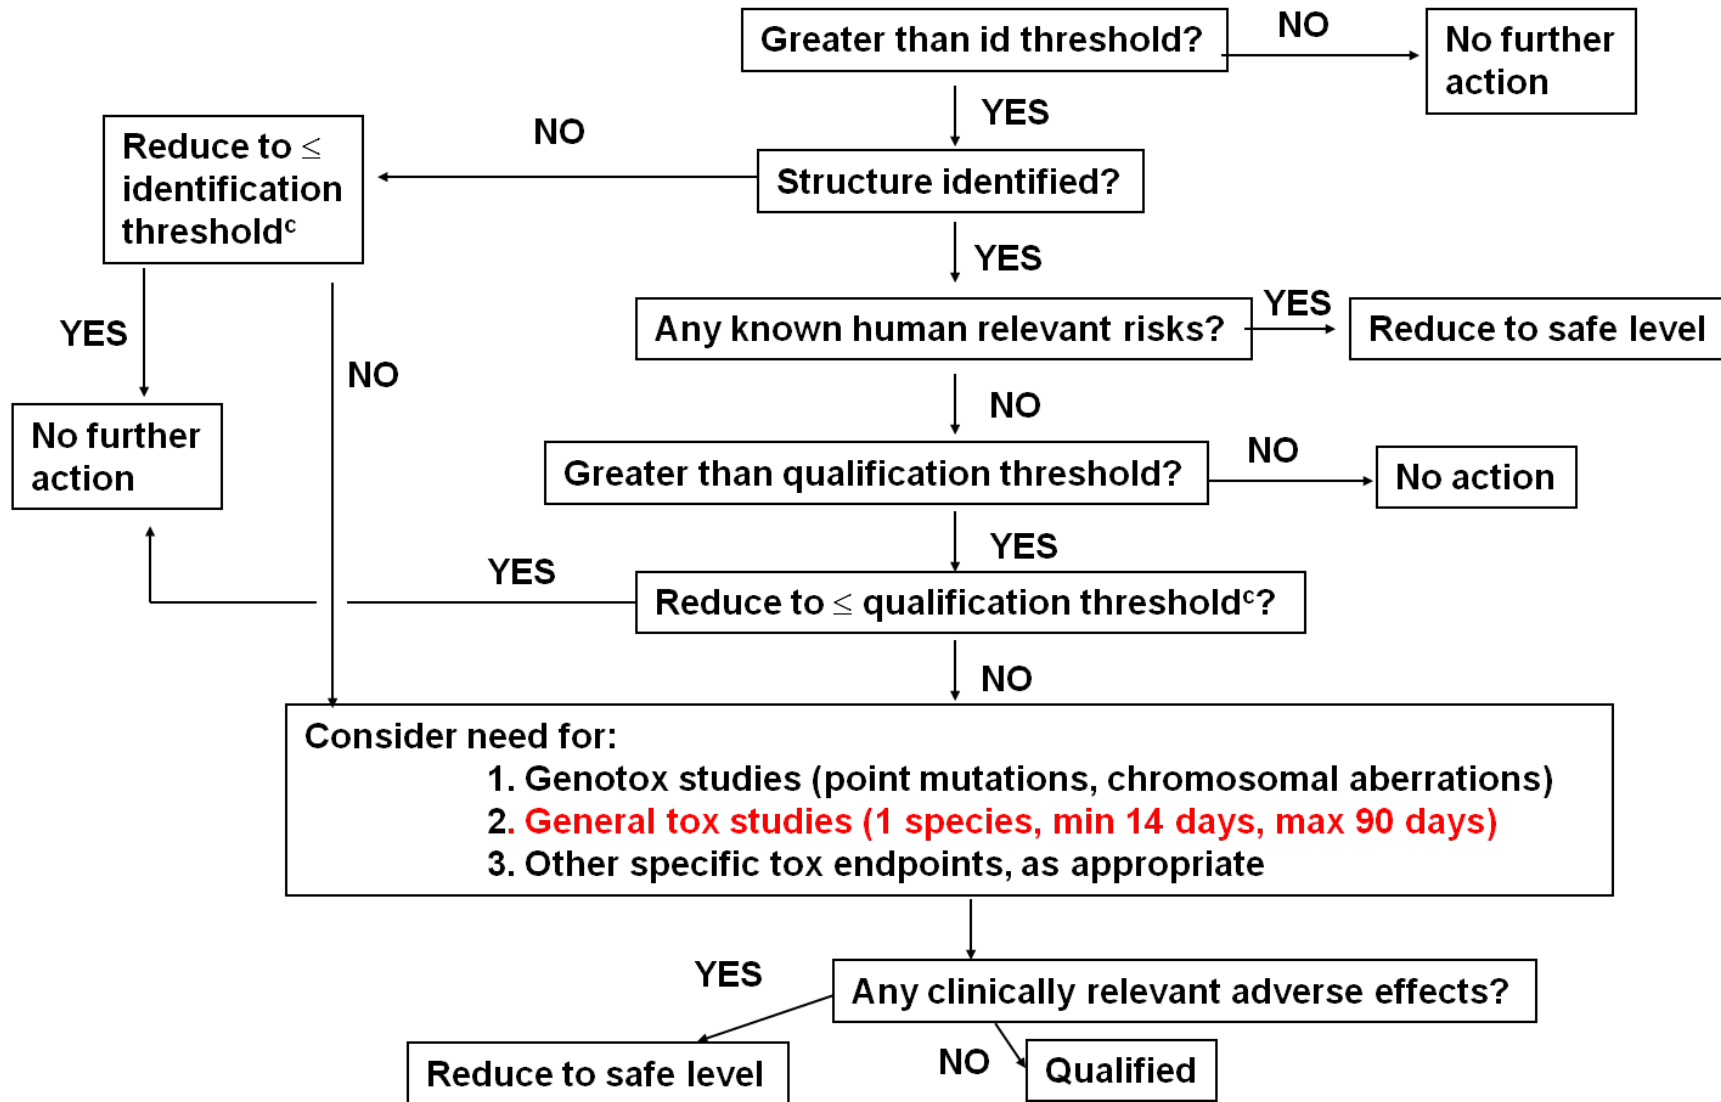 Greater than id threshold?
NO
No further
action
YES
Reduce to ≤
identification
thresholdᶜ
NO
Structure identified?
YES
YES
NO
Any known human relevant risks?
YES
Reduce to safe level
NO
No further
action
Greater than qualification threshold?
NO
No action
YES
YES
Reduce to ≤ qualification thresholdᶜ?
NO
Consider need for:
1. Genotox studies (point mutations, chromosomal aberrations)
2. General tox studies (1 species, min 14 days, max 90 days)
3. Other specific tox endpoints, as appropriate
YES
Any clinically relevant adverse effects?
Reduce to safe level
NO
Qualified